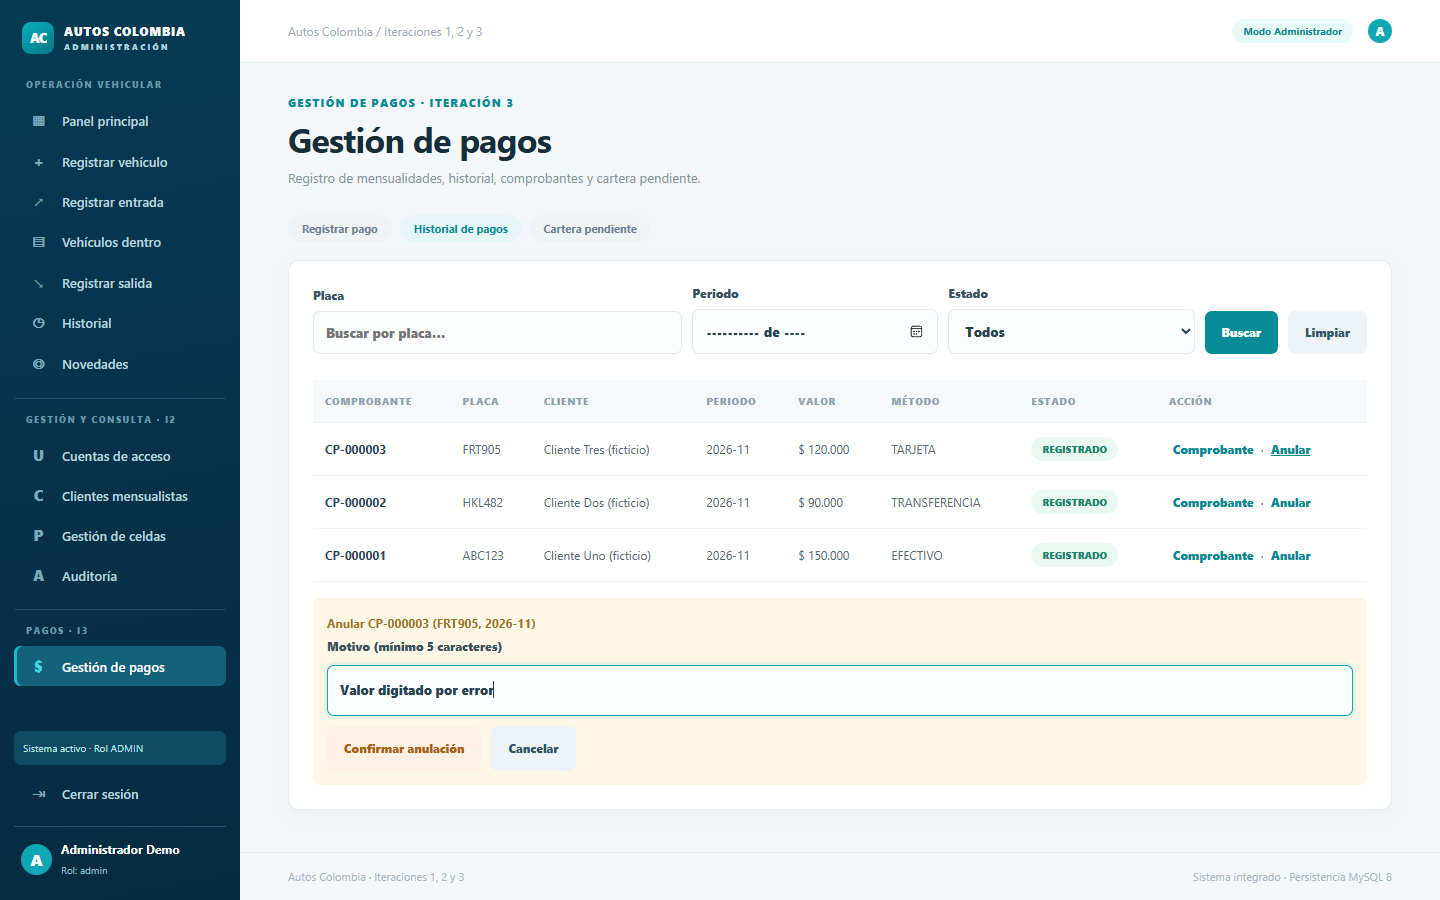 AC AUTOS COLOMBIA
ADMINISTRACIÓN
OPERACIÓN VEHICULAR
Panel principal
+ Registrar vehículo
Registrar entrada
Vehículos dentro
Registrar salida
Historial
Novedades
GESTIÓN Y CONSULTA · I2
U Cuentas de acceso
C Clientes mensualistas
P Gestión de celdas
A Auditoría
PAGOS · I3
$ Gestión de pagos
Sistema activo · Rol ADMIN
Cerrar sesión
A Administrador Demo
Rol: admin
Autos Colombia / Iteraciones 1, 2 y 3
Modo Administrador A
GESTIÓN DE PAGOS · ITERACIÓN 3
Gestión de pagos
Registro de mensualidades, historial, comprobantes y cartera pendiente.
Registrar pago Historial de pagos Cartera pendiente
Placa Periodo Estado
Buscar por placa... ---------- de ---- Todos Buscar Limpiar
COMPROBANTE PLACA CLIENTE PERIODO VALOR MÉTODO ESTADO ACCIÓN
CP-000003 FRT905 Cliente Tres (ficticio) 2026-11 $ 120.000 TARJETA REGISTRADO Comprobante · Anular
CP-000002 HKL482 Cliente Dos (ficticio) 2026-11 $ 90.000 TRANSFERENCIA REGISTRADO Comprobante · Anular
CP-000001 ABC123 Cliente Uno (ficticio) 2026-11 $ 150.000 EFECTIVO REGISTRADO Comprobante · Anular
Anular CP-000003 (FRT905, 2026-11)
Motivo (mínimo 5 caracteres)
Valor digitado por error
Confirmar anulación Cancelar
Autos Colombia · Iteraciones 1, 2 y 3
Sistema integrado · Persistencia MySQL 8